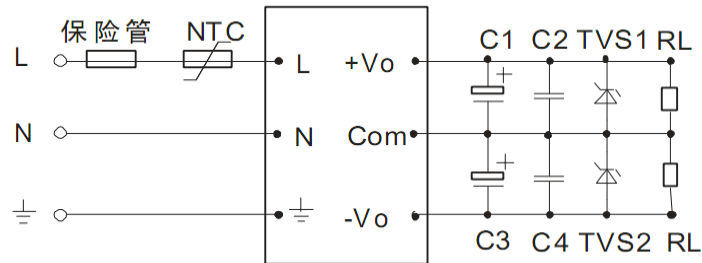 保险管 NTC C1 C2 TVS1 RL
L L +Vo
N N Com
-Vo
C3 C4 TVS2 RL